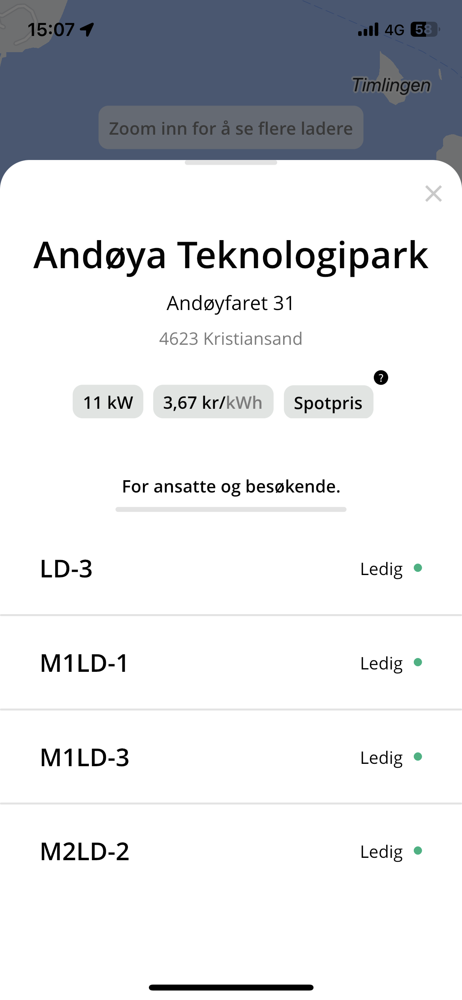 15:07
4G 58
Timlingen
Zoom inn for å se flere ladere
Andøya Teknologipark
Andøyfaret 31
4623 Kristiansand
?
11 kW 3,67 kr/kWh Spotpris
For ansatte og besøkende.
LD-3 Ledig
M1LD-1 Ledig
M1LD-3 Ledig
M2LD-2 Ledig